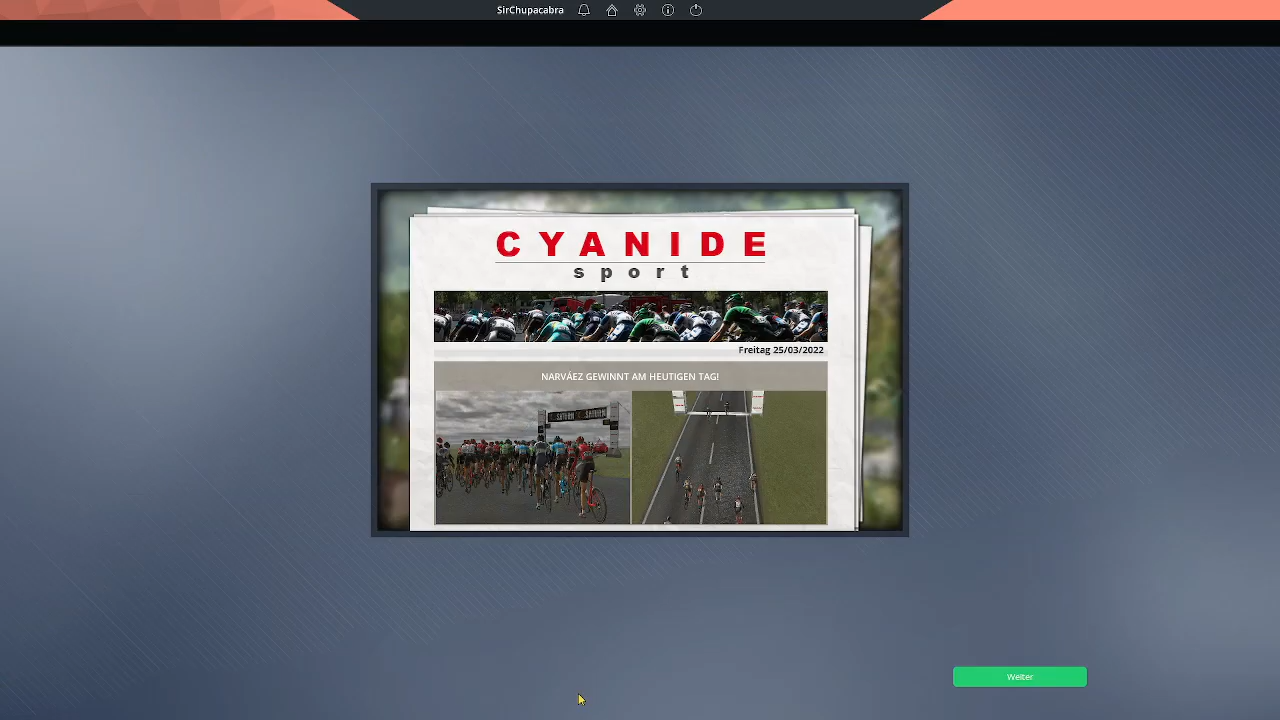 SirChupacabra
CYANIDE
sport
Freitag 25/03/2022
NARVÁEZ GEWINNT AM HEUTIGEN TAG!
Weiter